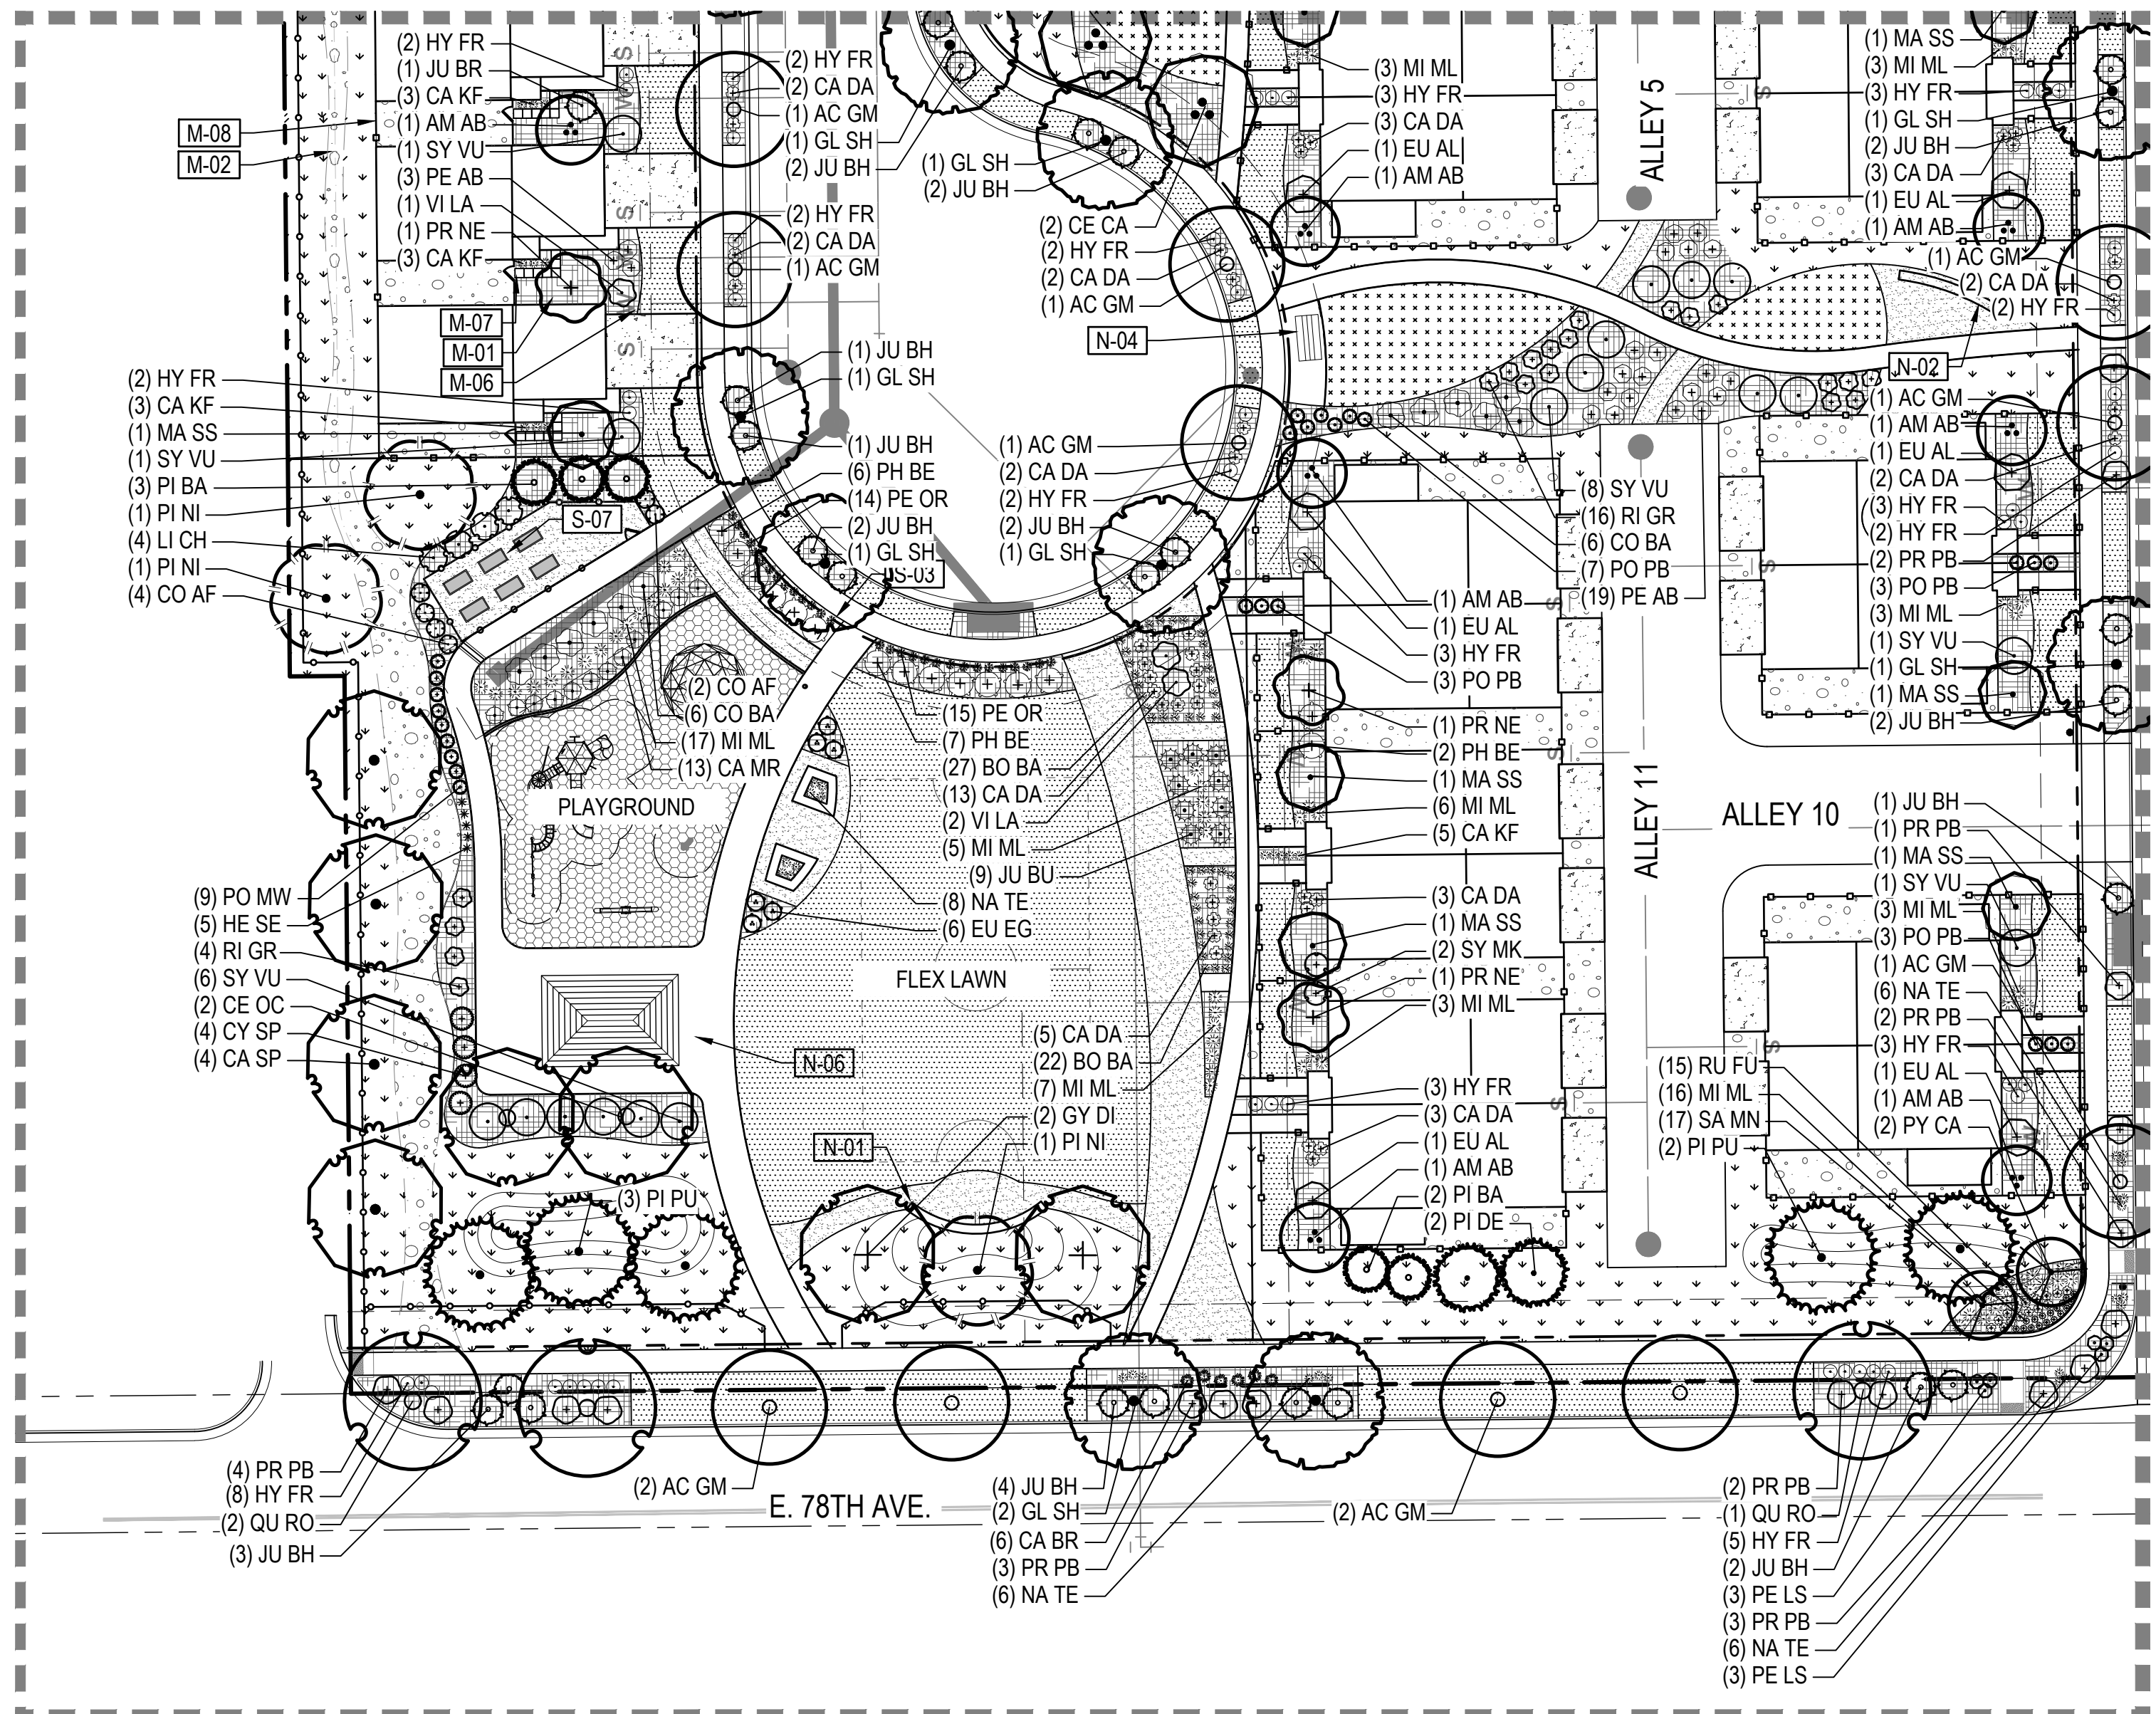 (2) HY FR
(1) JU BR
(3) CA KF
(1) AM AB
(1) SY VU
(3) PE AB
(1) VI LA
(1) PR NE
(3) CA KF
M-08
M-02
M-07
M-01
M-06
(2) HY FR
(2) CA DA
(1) AC GM
(1) GL SH
(2) JU BH
(2) HY FR
(2) CA DA
(1) AC GM
(1) GL SH
(2) JU BH
(2) CE CA
(2) HY FR
(2) CA DA
(1) AC GM
N-04
(3) MI ML
(3) HY FR
(3) CA DA
(1) EU AL
(1) AM AB
ALLEY 5
(1) MA SS
(3) MI ML
(3) HY FR
(1) GL SH
(2) JU BH
(3) CA DA
(1) EU AL
(1) AM AB
(1) AC GM
(2) CA DA
(2) HY FR
N-02
(2) HY FR
(3) CA KF
(1) MA SS
(1) SY VU
(3) PI BA
(1) PI NI
(4) LI CH
(1) PI NI
(4) CO AF
S-07
(1) JU BH
(1) GL SH
(1) JU BH
(6) PH BE
(14) PE OR
(2) JU BH
(1) GL SH
S-03
(1) AC GM
(2) CA DA
(2) HY FR
(2) JU BH
(1) GL SH
(8) SY VU
(16) RI GR
(6) CO BA
(7) PO PB
(19) PE AB
(1) AC GM
(1) AM AB
(1) EU AL
(2) CA DA
(3) HY FR
(2) HY FR
(2) PR PB
(3) PO PB
(3) MI ML
(1) SY VU
(1) GL SH
(1) MA SS
(2) JU BH
(1) AM AB
(1) EU AL
(3) HY FR
(3) PO PB
(1) PR NE
(2) PH BE
(1) MA SS
(6) MI ML
(5) CA KF
(2) CO AF
(6) CO BA
(17) MI ML
(13) CA MR
PLAYGROUND
(15) PE OR
(7) PH BE
(27) BO BA
(13) CA DA
(2) VI LA
(5) MI ML
(9) JU BU
(8) NA TE
(6) EU EG
FLEX LAWN
ALLEY 11
ALLEY 10
(9) PO MW
(5) HE SE
(4) RI GR
(6) SY VU
(2) CE OC
(4) CY SP
(4) CA SP
(3) CA DA
(1) MA SS
(2) SY MK
(1) PR NE
(3) MI ML
(5) CA DA
(22) BO BA
(7) MI ML
(2) GY DI
(1) PI NI
N-06
N-01
(3) PI PU
(3) HY FR
(3) CA DA
(1) EU AL
(1) AM AB
(2) PI BA
(2) PI DE
(1) JU BH
(1) PR PB
(1) MA SS
(1) SY VU
(3) MI ML
(3) PO PB
(1) AC GM
(6) NA TE
(2) PR PB
(3) HY FR
(1) EU AL
(1) AM AB
(2) PY CA
(15) RU FU
(16) MI ML
(17) SA MN
(2) PI PU
(4) PR PB
(8) HY FR
(2) QU RO
(3) JU BH
(2) AC GM
E. 78TH AVE.
(4) JU BH
(2) GL SH
(6) CA BR
(3) PR PB
(6) NA TE
(2) AC GM
(2) PR PB
(1) QU RO
(5) HY FR
(2) JU BH
(3) PE LS
(3) PR PB
(6) NA TE
(3) PE LS